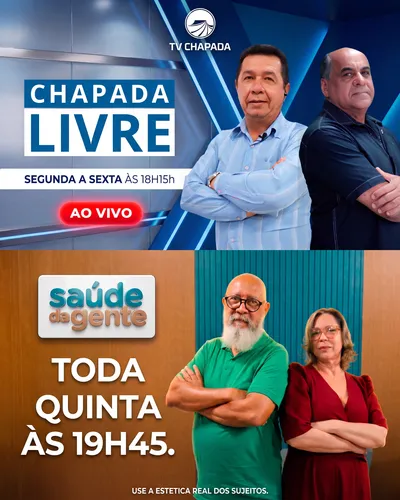 TV CHAPADA
CHAPADA
LIVRE
SEGUNDA A SEXTA ÀS 18H15h
AO VIVO
saúde
da gente
TODA
QUINTA
ÀS 19H45.
USE A ESTETICA REAL DOS SUJEITOS.